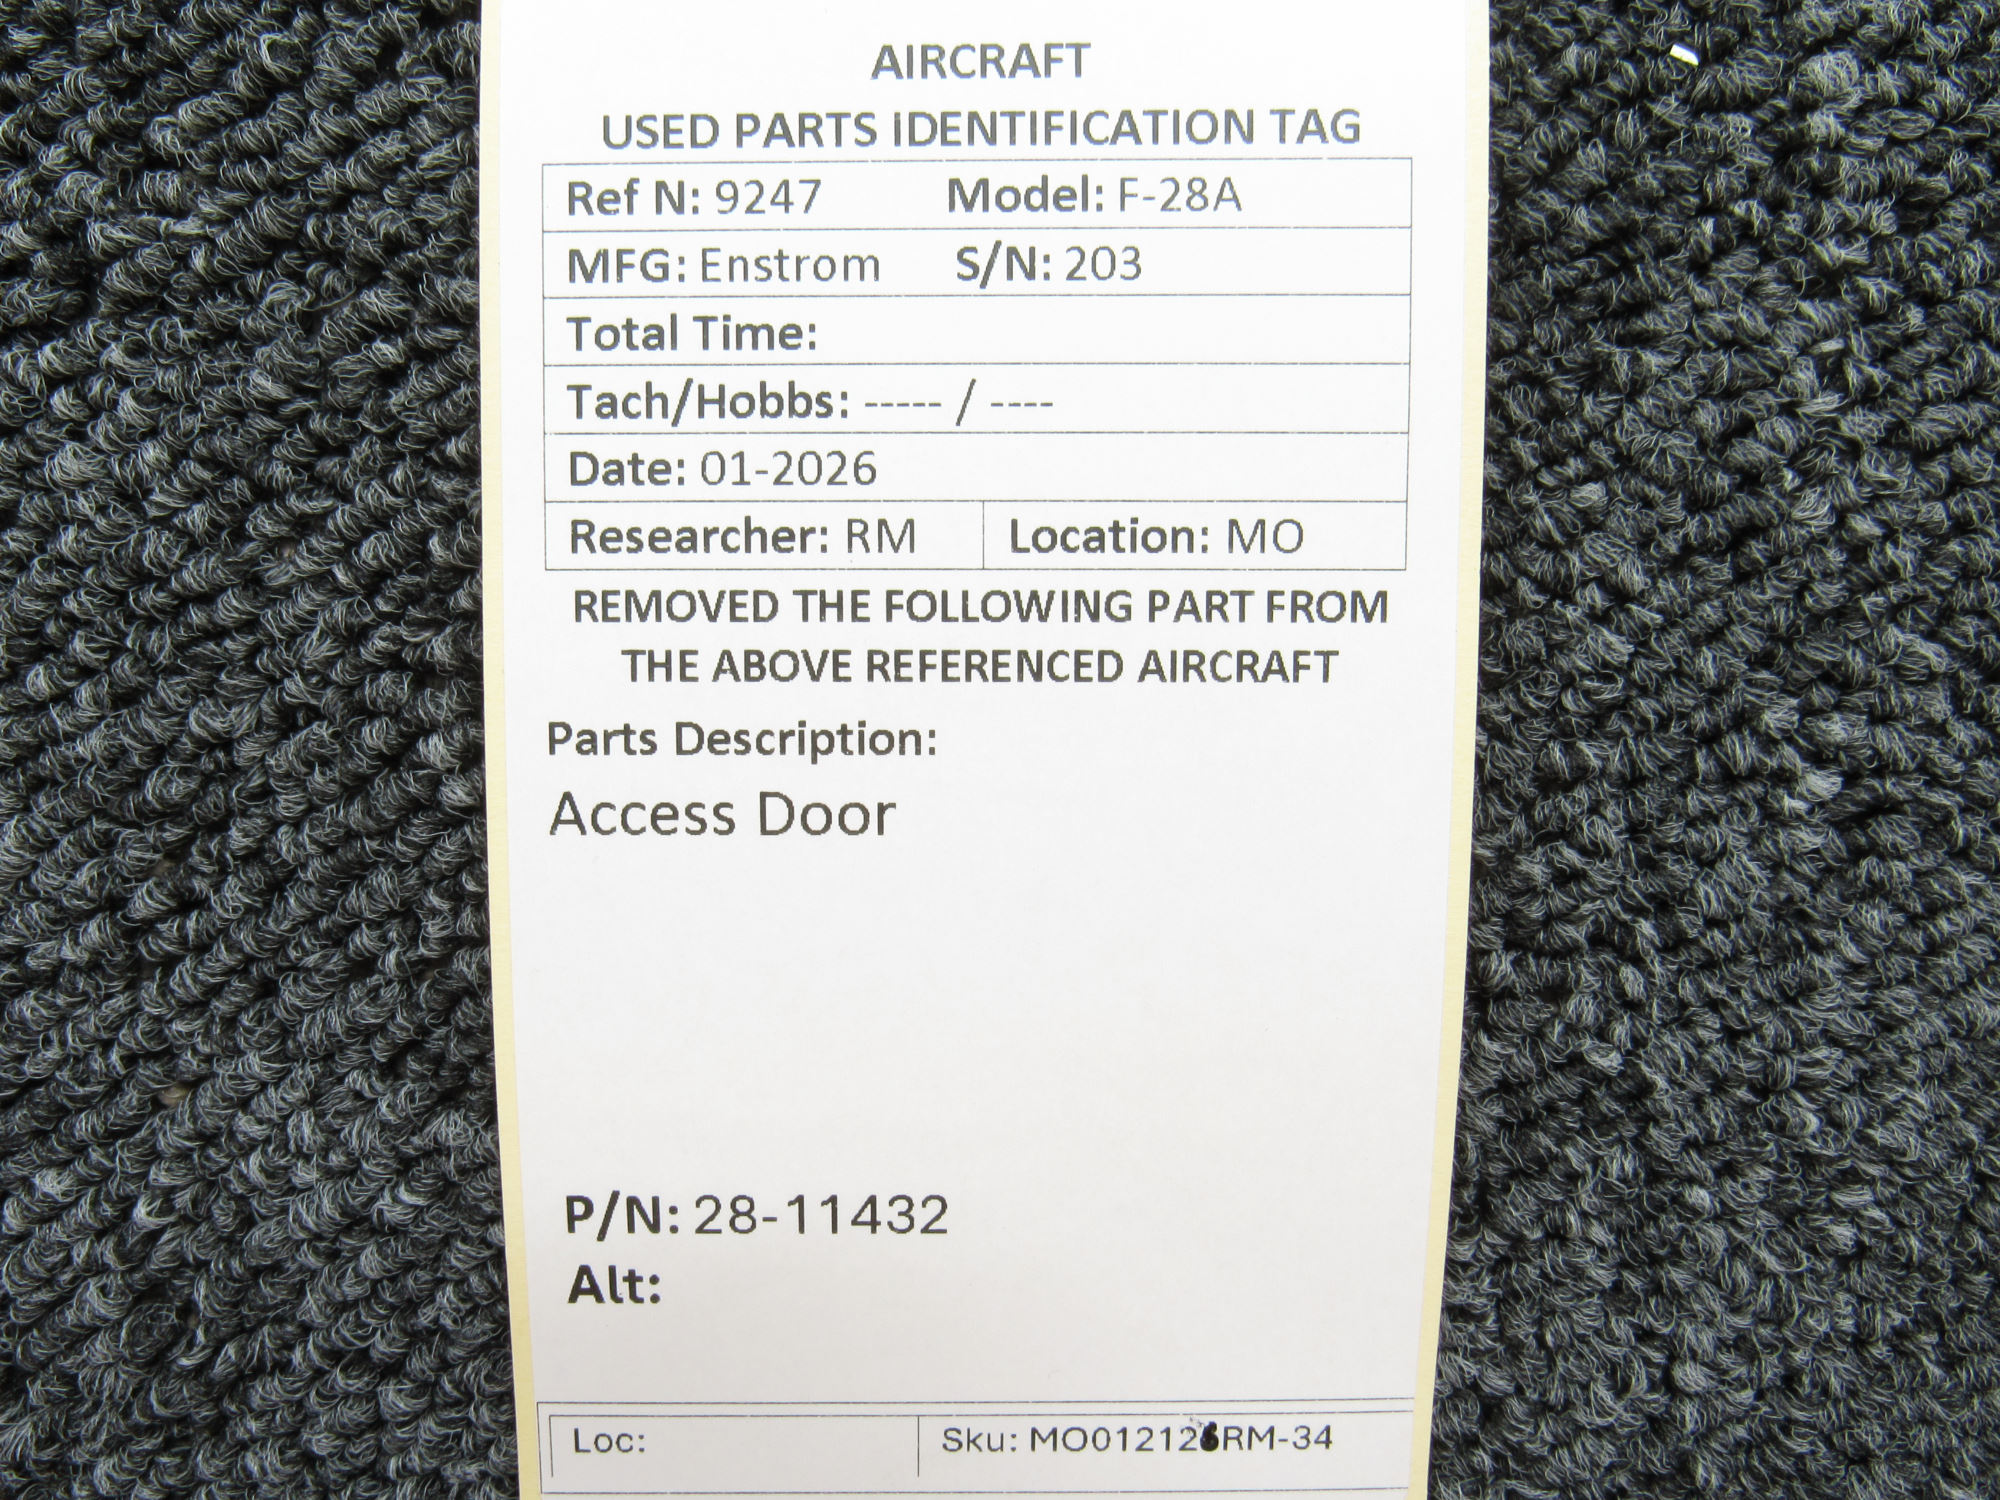 AIRCRAFT
USED PARTS IDENTIFICATION TAG
Ref N: 9247 Model: F-28A
MFG: Enstrom S/N: 203
Total Time:
Tach/Hobbs: ----- / ----
Date: 01-2026
Researcher: RM Location: MO
REMOVED THE FOLLOWING PART FROM
THE ABOVE REFERENCED AIRCRAFT
Parts Description:
Access Door
P/N: 28-11432
Alt:
Loc: Sku: MO012126RM-34